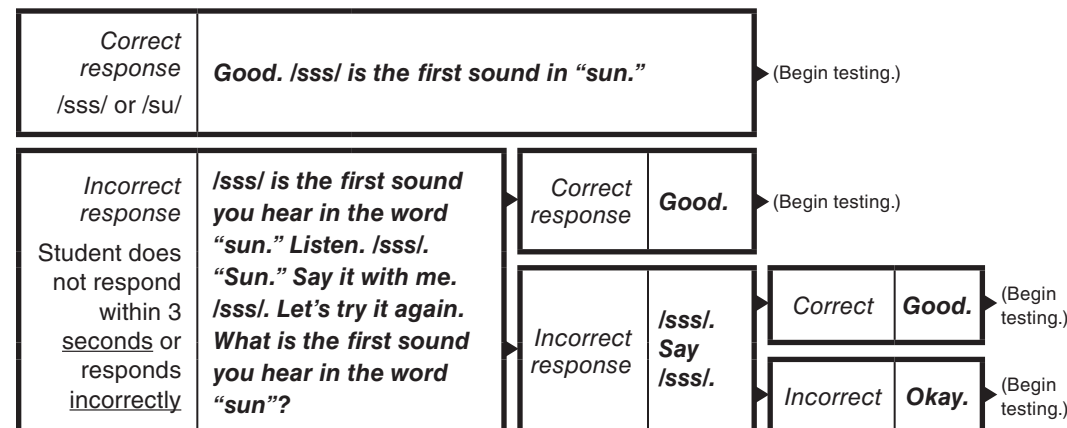 Correct
response
/sss/ or /su/
Good. /sss/ is the first sound in “sun.”
(Begin testing.)
Incorrect
response
Student does
not respond
within 3
seconds or
responds
incorrectly
/sss/ is the first sound
you hear in the word
“sun.” Listen. /sss/.
“Sun.” Say it with me.
/sss/. Let’s try it again.
What is the first sound
you hear in the word
“sun”?
Correct
response
Good.
(Begin testing.)
Incorrect
response
/sss/.
Say
/sss/.
Correct
Good.
(Begin
testing.)
Incorrect
Okay.
(Begin
testing.)